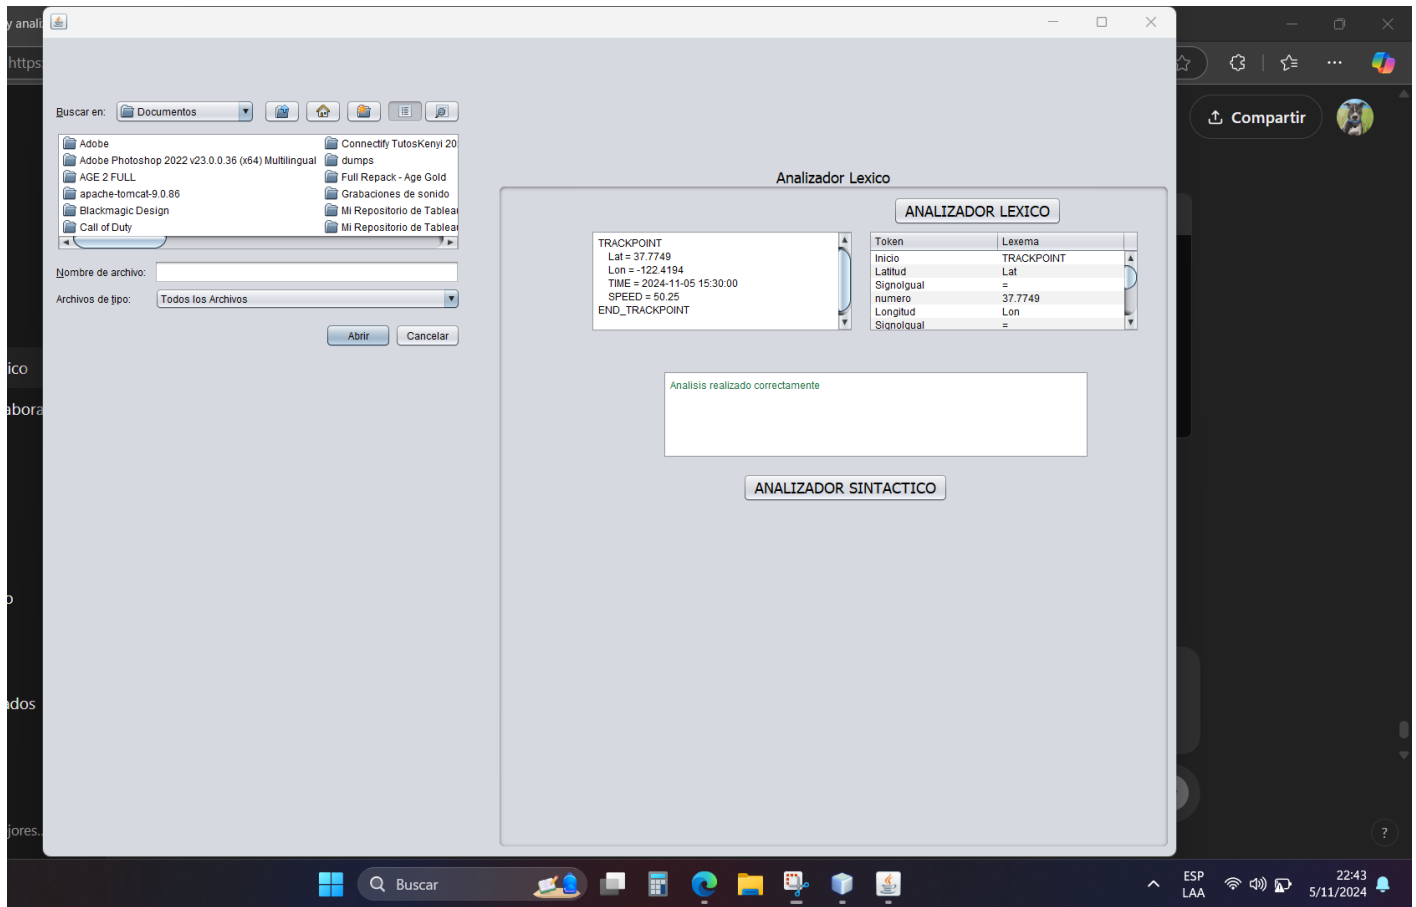 y anali
https:
Compartir
Buscar en:
Documentos
Adobe
Adobe Photoshop 2022 v23.0.0.36 (x64) Multilingual
AGE 2 FULL
apache-tomcat-9.0.86
Blackmagic Design
Call of Duty
Connectify TutosKenyi 20
dumps
Full Repack - Age Gold
Grabaciones de sonido
Mi Repositorio de Tablea
Mi Repositorio de Tablea
Nombre de archivo:
Archivos de tipo:
Todos los Archivos
Abrir
Cancelar
Analizador Lexico
ANALIZADOR LEXICO
TRACKPOINT
Lat = 37.7749
Lon = -122.4194
TIME = 2024-11-05 15:30:00
SPEED = 50.25
END_TRACKPOINT
Token Lexema
Inicio TRACKPOINT
Latitud Lat
SignoIgual =
numero 37.7749
Longitud Lon
SignoIgual =
Analisis realizado correctamente
ANALIZADOR SINTACTICO
ico
abora
o
ados
jores..
?
Buscar
ESP
LAA
22:43
5/11/2024